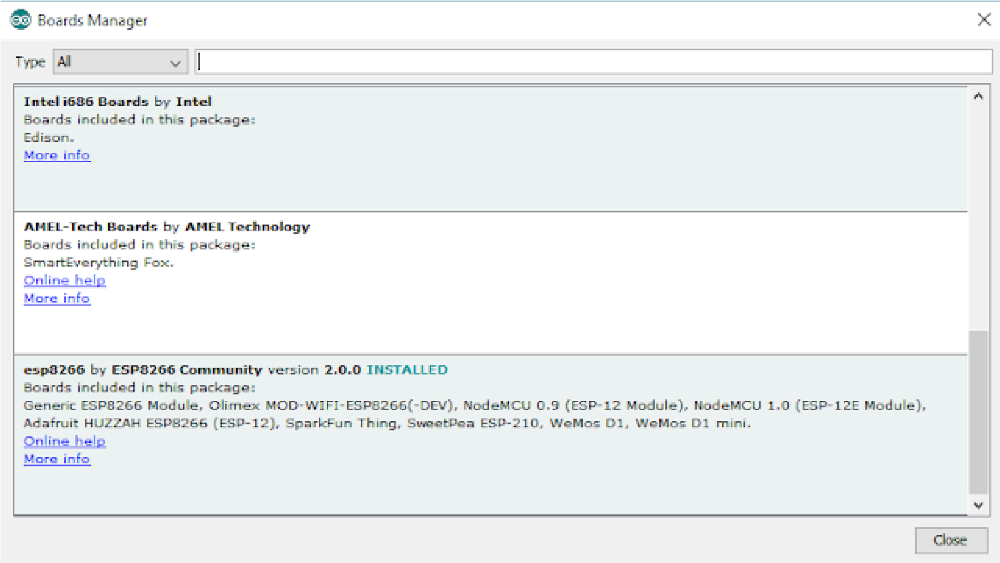 Boards Manager
Type All
Intel i686 Boards by Intel
Boards included in this package:
Edison.
More info
AMEL-Tech Boards by AMEL Technology
Boards included in this package:
SmartEverything Fox.
Online help
More info
esp8266 by ESP8266 Community version 2.0.0 INSTALLED
Boards included in this package:
Generic ESP8266 Module, Olimex MOD-WIFI-ESP8266(-DEV), NodeMCU 0.9 (ESP-12 Module), NodeMCU 1.0 (ESP-12E Module),
Adafruit HUZZAH ESP8266 (ESP-12), SparkFun Thing, SweetPea ESP-210, WeMos D1, WeMos D1 mini.
Online help
More info
Close